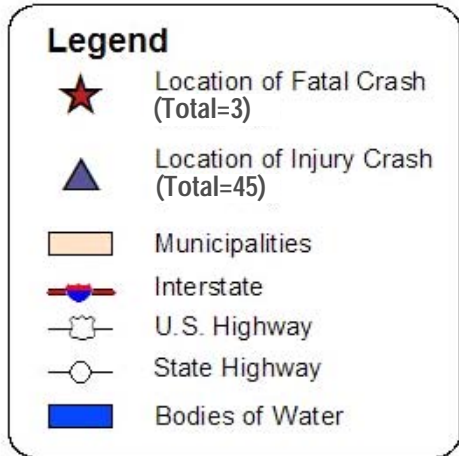 Legend
Location of Fatal Crash
(Total=3)
Location of Injury Crash
(Total=45)
Municipalities
Interstate
U.S. Highway
State Highway
Bodies of Water